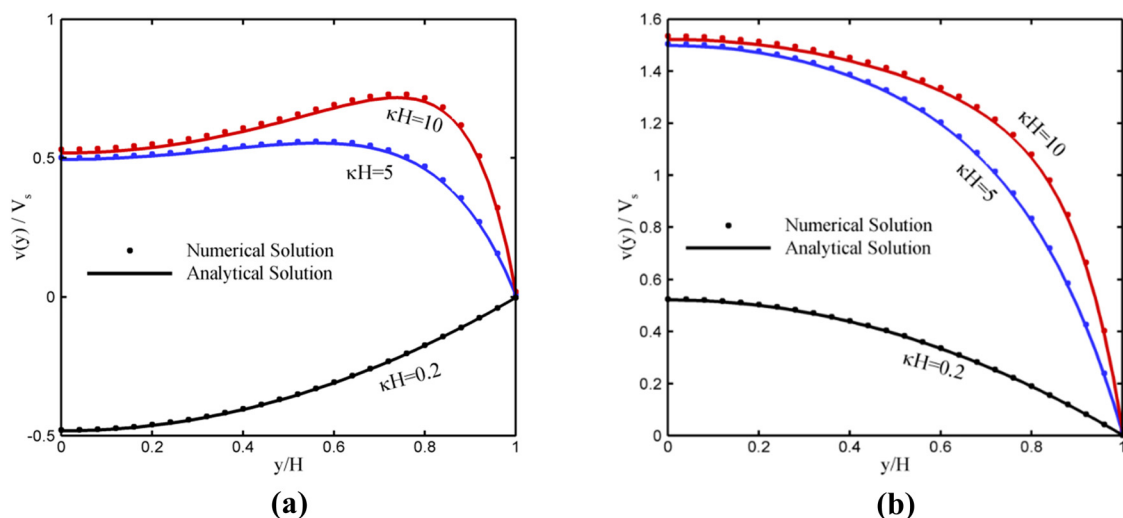 1
0.5
0
-0.5
v(y) / Vₛ
κH=10
κH=5
Numerical Solution
Analytical Solution
κH=0.2
0 0.2 0.4 0.6 0.8 1
y/H
(a)
1.6
1.4
1.2
1
0.8
0.6
0.4
0.2
0
v(y) / Vₛ
κH=10
κH=5
Numerical Solution
Analytical Solution
κH=0.2
0 0.2 0.4 0.6 0.8 1
y/H
(b)